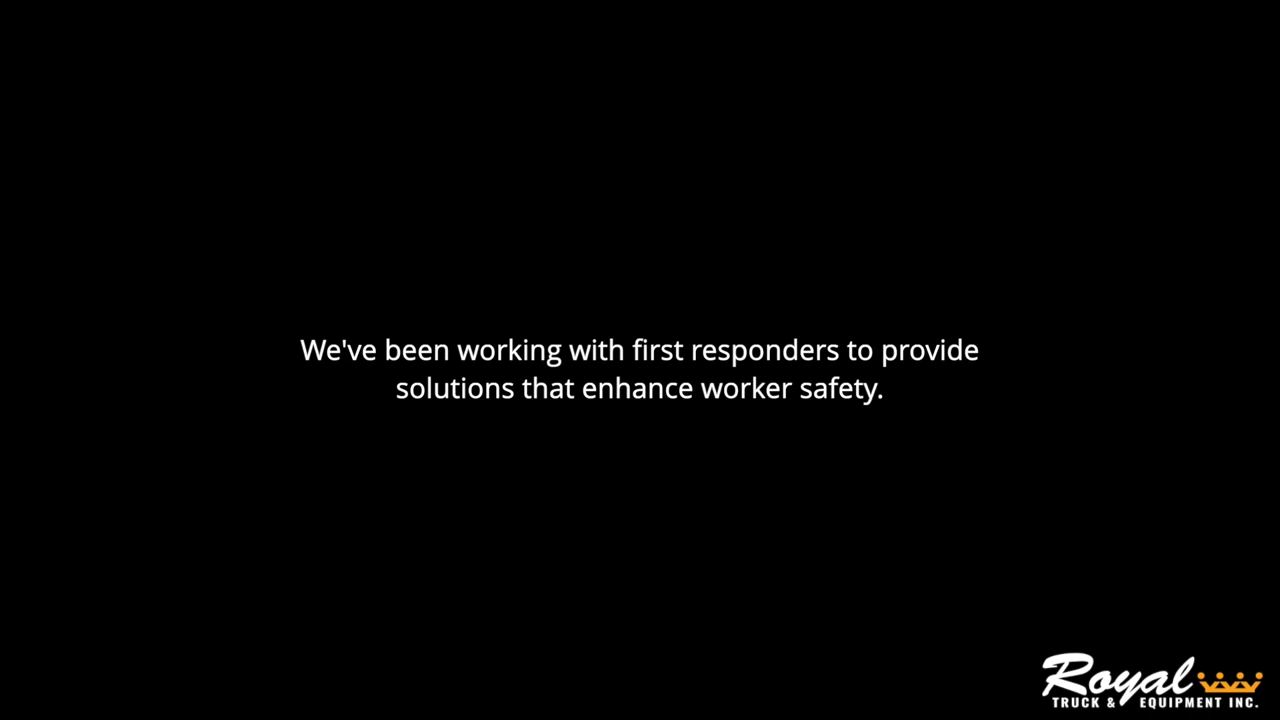 We've been working with first responders to provide
solutions that enhance worker safety.
Royal
TRUCK & EQUIPMENT INC.